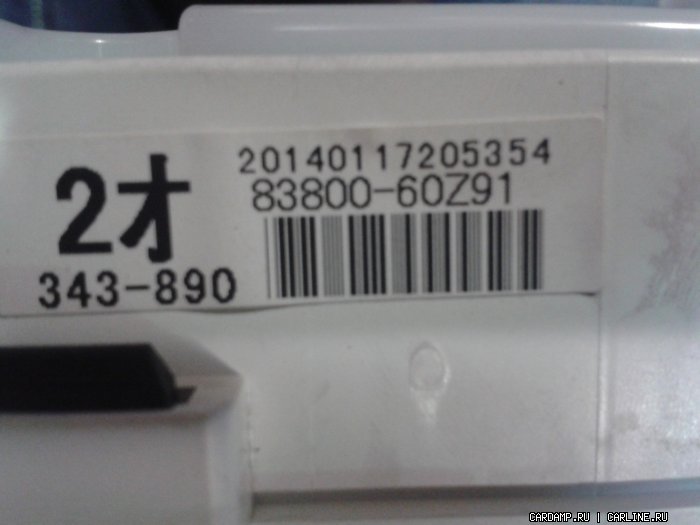 20140117205354
2才
83800-60Z91
343-890
CARDAMP.RU | CARLINE.RU